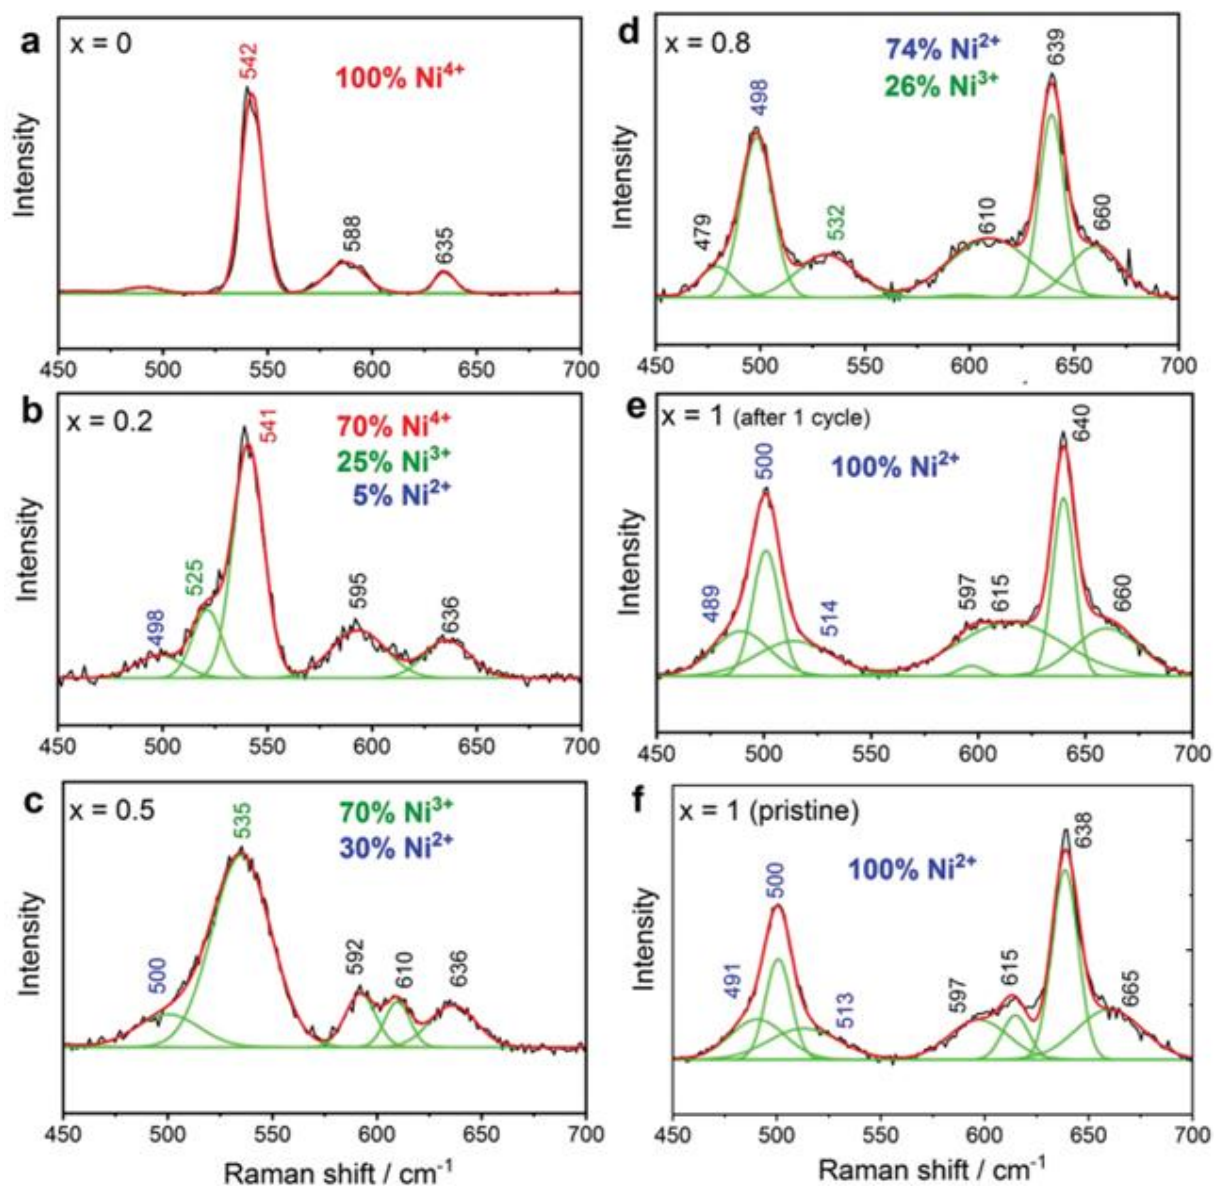 a
x = 0
542
100% Ni4+
588
635
Intensity
450 500 550 600 650 700
b
x = 0.2
541
70% Ni4+
25% Ni3+
5% Ni2+
498
525
595
636
Intensity
450 500 550 600 650 700
c
x = 0.5
535
70% Ni3+
30% Ni2+
500
592
610
636
Intensity
450 500 550 600 650 700
Raman shift / cm-1
d
x = 0.8
74% Ni2+
26% Ni3+
639
498
479
532
610
660
Intensity
450 500 550 600 650 700
e
x = 1 (after 1 cycle)
640
500
100% Ni2+
489
514
597
615
660
Intensity
450 500 550 600 650 700
f
x = 1 (pristine)
638
500
100% Ni2+
491
513
597
615
665
Intensity
450 500 550 600 650 700
Raman shift / cm-1